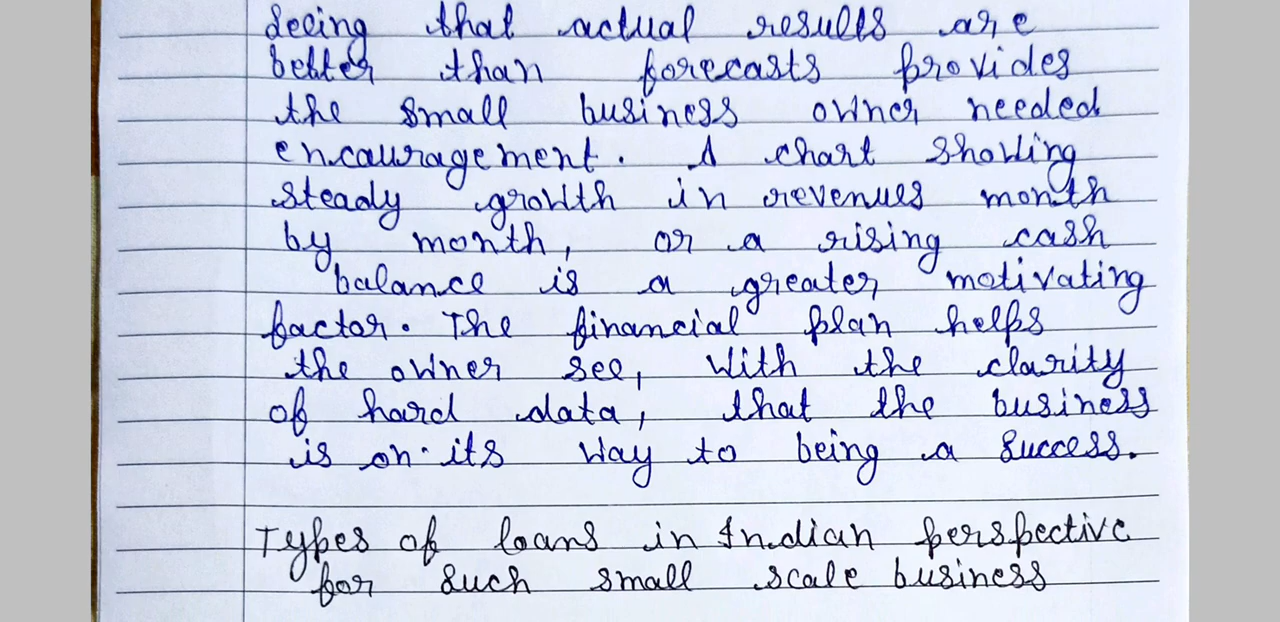 seeing that actual results are
better than forecasts provides
the small business owner needed
encouragement. A chart showing
steady growth in revenues month
by month, or a rising cash
balance is a greater motivating
factor. The financial plan helps
the owner see, with the clarity
of hard data, that the business
is on its way to being a success.
Types of loans in Indian perspective
for such small scale business